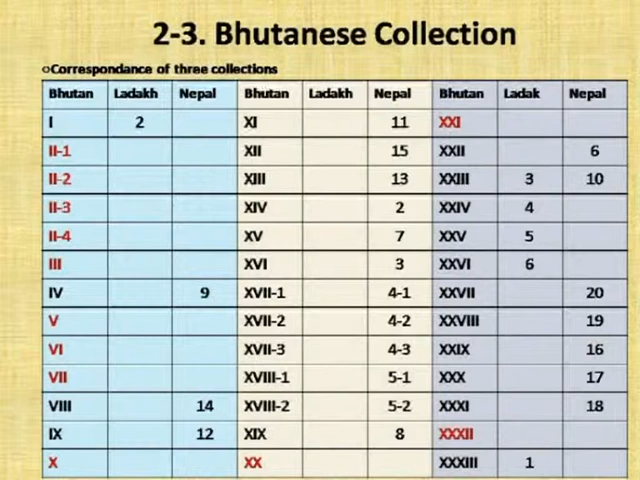 2-3. Bhutanese Collection
oCorrespondance of three collections
Bhutan Ladakh Nepal Bhutan Ladakh Nepal Bhutan Ladak Nepal
I 2 XI 11 XXI
II-1 XII 15 XXII 6
II-2 XIII 13 XXIII 3 10
II-3 XIV 2 XXIV 4
II-4 XV 7 XXV 5
III XVI 3 XXVI 6
IV 9 XVII-1 4-1 XXVII 20
V XVII-2 4-2 XXVIII 19
VI XVII-3 4-3 XXIX 16
VII XVIII-1 5-1 XXX 17
VIII 14 XVIII-2 5-2 XXXI 18
IX 12 XIX 8 XXXII
X XX XXXIII 1